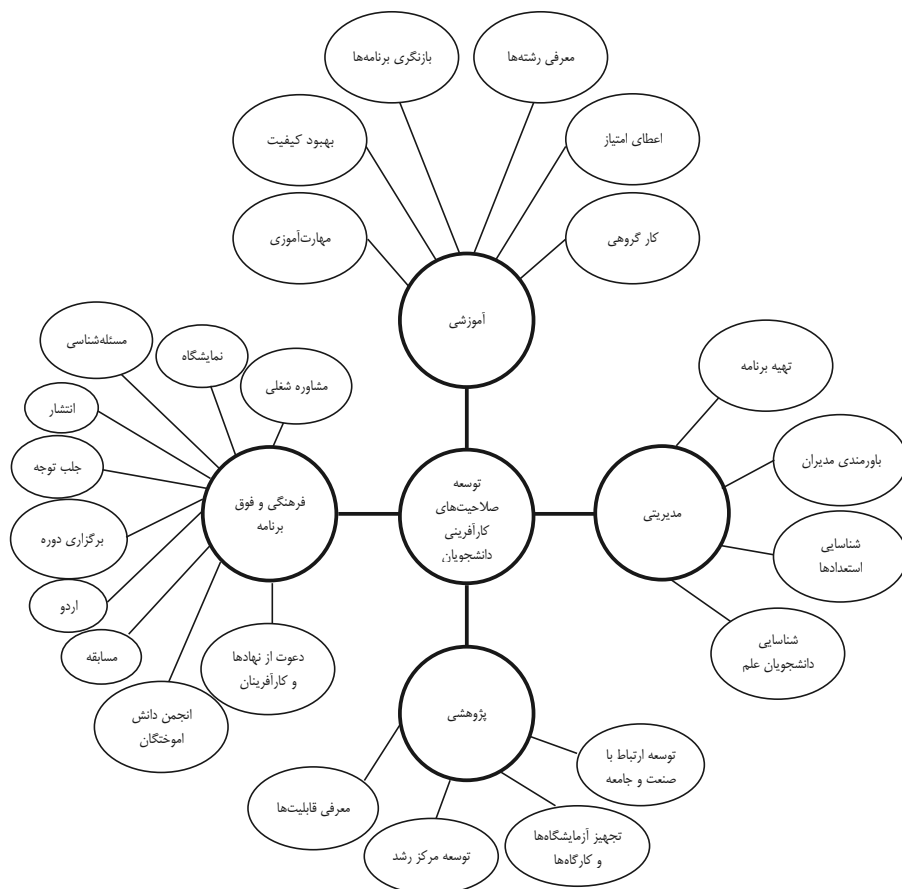 معرفی رشته‌ها
بازنگری برنامه‌ها
اعطای امتیاز
بهبود کیفیت
کار گروهی
مهارت‌آموزی
آموزشی
تهیه برنامه
باورمندی مدیران
شناسایی
استعدادها
شناسایی
دانشجویان علم
مدیریتی
توسعه
صلاحیت‌های
کارآفرینی
دانشجویان
مشاوره شغلی
نمایشگاه
مسئله‌شناسی
انتشار
جلب توجه
برگزاری دوره
اردو
مسابقه
انجمن دانش
اموختگان
دعوت از نهادها
و کارآفرینان
فرهنگی و فوق
برنامه
پژوهشی
توسعه ارتباط با
صنعت و جامعه
تجهیز آزمایشگاه‌ها
و کارگاه‌ها
توسعه مرکز رشد
معرفی قابلیت‌ها